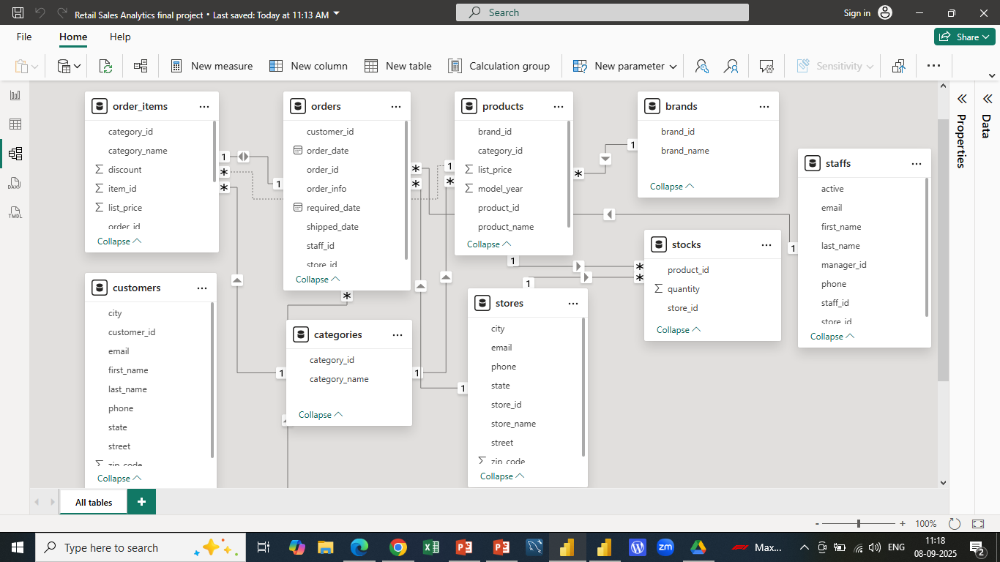 Retail Sales Analytics final project • Last saved: Today at 11:13 AM
Search
Sign in
File
Home
Help
Share
New measure
New column
New table
Calculation group
New parameter
Sensitivity
DAX
TMDL
order_items
category_id
category_name
discount
item_id
list_price
order_id
Collapse
orders
customer_id
order_date
order_id
order_info
required_date
shipped_date
staff_id
store_id
Collapse
products
brand_id
category_id
list_price
model_year
product_id
product_name
Collapse
brands
brand_id
brand_name
Collapse
staffs
active
email
first_name
last_name
manager_id
phone
staff_id
store_id
Collapse
stocks
product_id
quantity
store_id
Collapse
customers
city
customer_id
email
first_name
last_name
phone
state
street
zip_code
Collapse
categories
category_id
category_name
Collapse
stores
city
email
phone
state
store_id
store_name
street
zip_code
Collapse
1
*
*
1
*
*
*
1
*
1
*
1
1
1
*
*
1
1
1
1
Properties
Data
All tables
+
- + 100%
Type here to search
Max...
ENG
11:18
08-09-2025
2